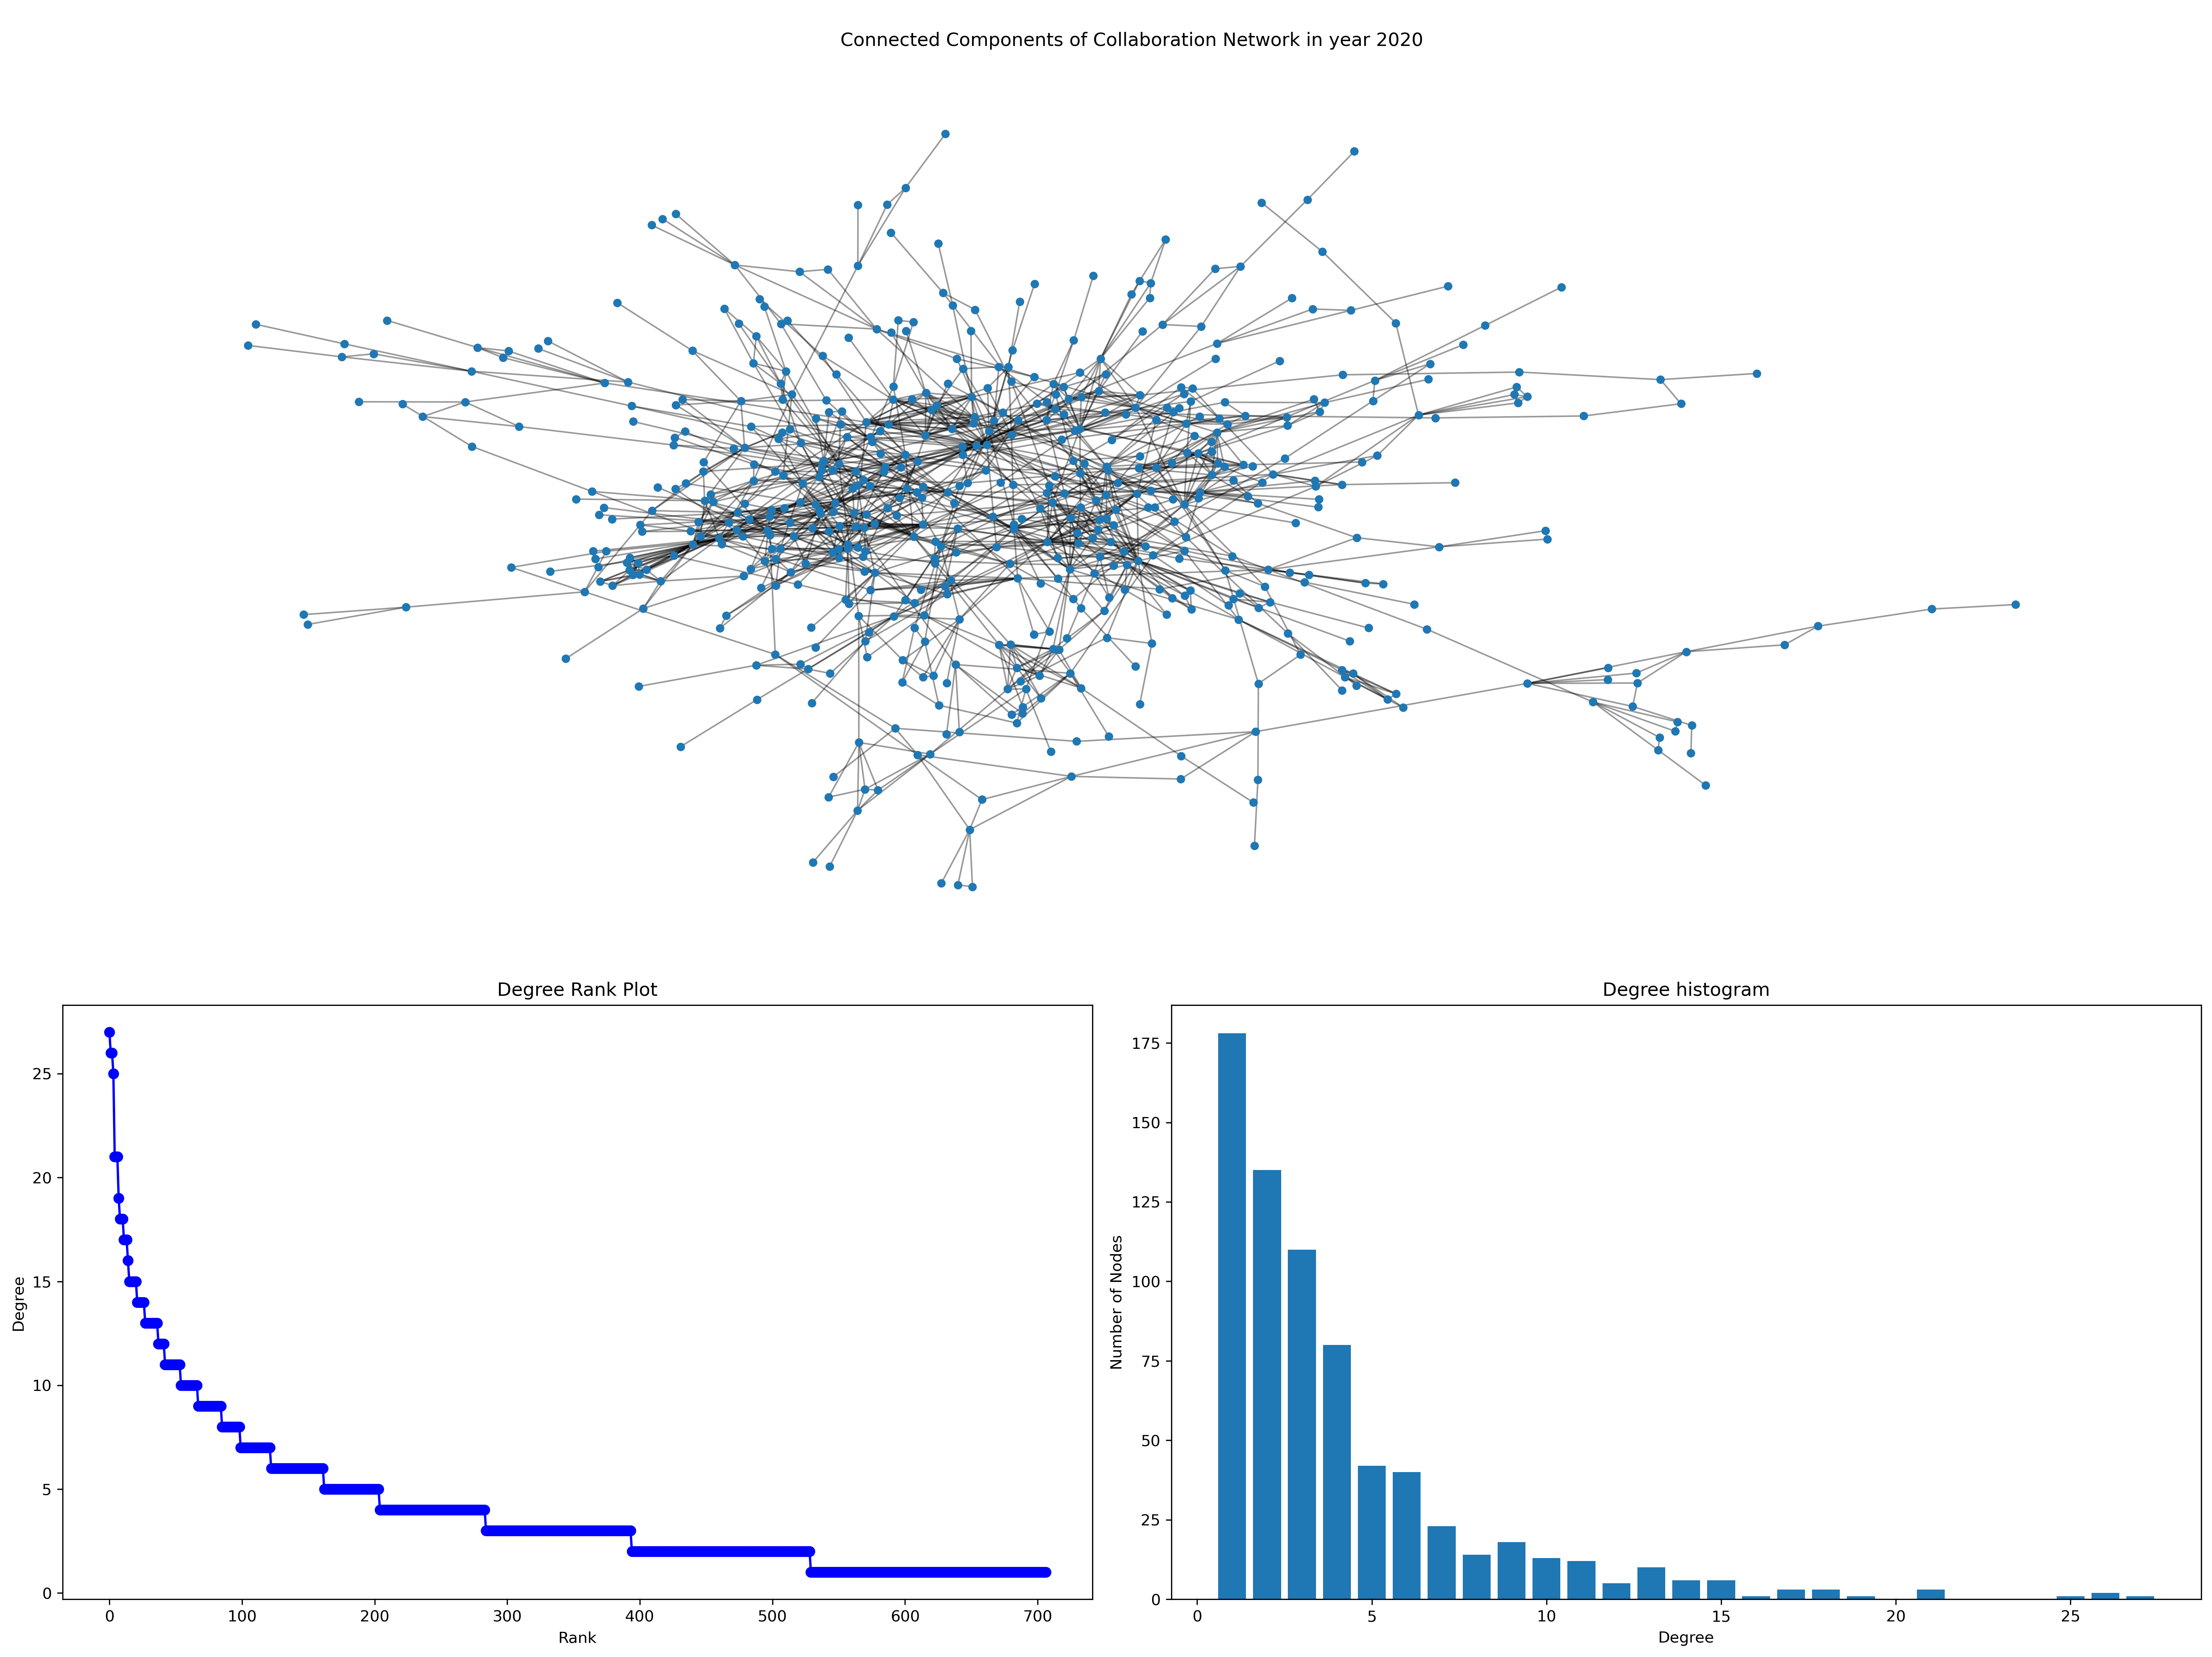 Connected Components of Collaboration Network in year 2020
Degree Rank Plot
25
20
15
10
5
0
Degree
0 100 200 300 400 500 600 700
Rank
Degree histogram
175
150
125
100
75
50
25
0
Number of Nodes
0 5 10 15 20 25
Degree